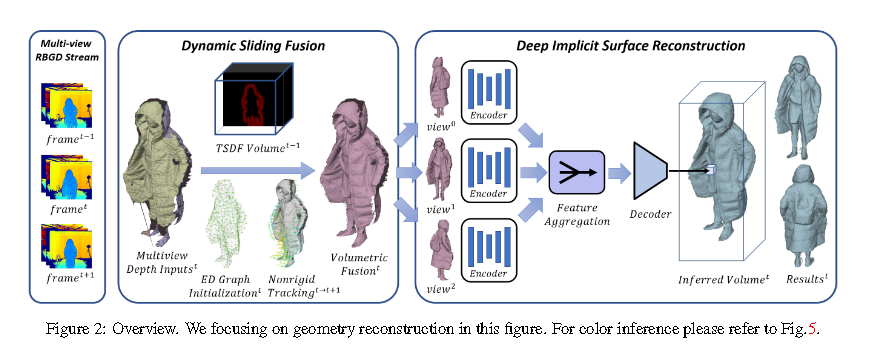 Multi-view
RBGD Stream
frame^t−1
frame^t
frame^t+1
Dynamic Sliding Fusion
TSDF Volume^t−1
Multiview
Depth Inputs^t
ED Graph
Initialization^t
Nonrigid
Tracking^t→t+1
Volumetric
Fusion^t
Deep Implicit Surface Reconstruction
view^0
Encoder
view^1
Encoder
view^2
Encoder
Feature
Aggregation
Decoder
Inferred Volume^t
Results^t
Figure 2: Overview. We focusing on geometry reconstruction in this figure. For color inference please refer to Fig.5.